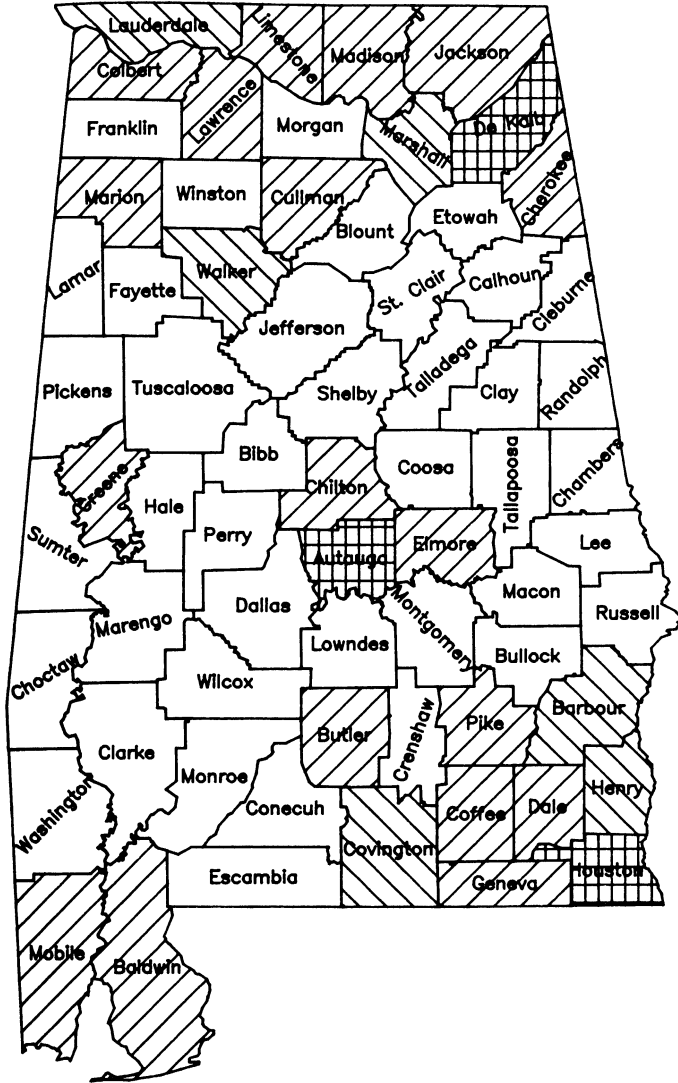 Lauderdale
Limestone
Madison
Jackson
Colbert
Lawrence
Franklin
Morgan
Marshall
De Kalb
Cherokee
Marion
Winston
Cullman
Blount
Etowah
Lamar
Fayette
Walker
St. Clair
Calhoun
Cleburne
Jefferson
Pickens
Tuscaloosa
Shelby
Talladega
Clay
Randolph
Bibb
Coosa
Tallapoosa
Chambers
Greene
Hale
Chilton
Sumter
Perry
Autauga
Elmore
Lee
Macon
Russell
Dallas
Marengo
Lowndes
Montgomery
Bullock
Choctaw
Wilcox
Barbour
Butler
Crenshaw
Pike
Clarke
Monroe
Conecuh
Washington
Covington
Coffee
Dale
Henry
Escambia
Geneva
Houston
Mobile
Baldwin